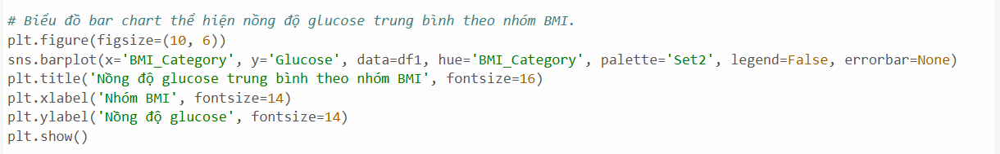 # Biểu đồ bar chart thể hiện nồng độ glucose trung bình theo nhóm BMI.
plt.figure(figsize=(10, 6))
sns.barplot(x='BMI_Category', y='Glucose', data=df1, hue='BMI_Category', palette='Set2', legend=False, errorbar=None)
plt.title('Nồng độ glucose trung bình theo nhóm BMI', fontsize=16)
plt.xlabel('Nhóm BMI', fontsize=14)
plt.ylabel('Nồng độ glucose', fontsize=14)
plt.show()